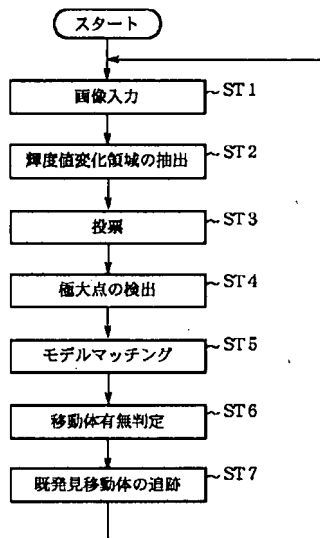 スタート
画像入力
ST1
輝度値変化領域の抽出
ST2
投票
ST3
極大点の検出
ST4
モデルマッチング
ST5
移動体有無判定
ST6
既発見移動体の追跡
ST7